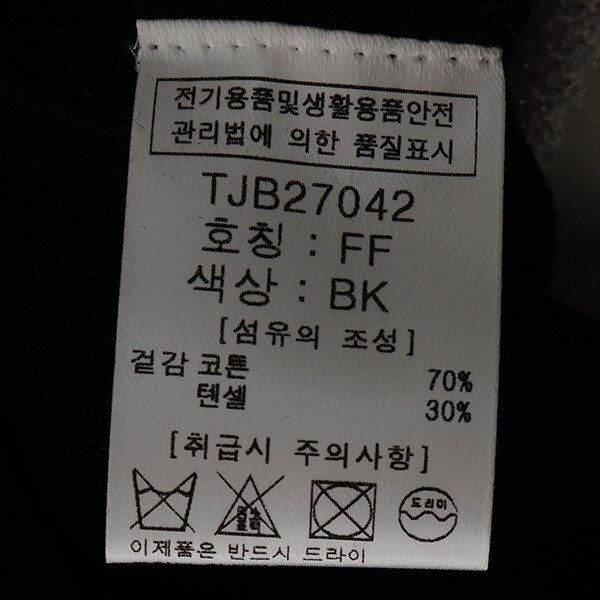 전기용품및생활용품안전
관리법에 의한 품질표시
TJB27042
호칭 : FF
색상 : BK
[섬유의 조성]
겉감 코튼 70%
텐셀 30%
[취급시 주의사항]
드라이
이제품은 반드시 드라이